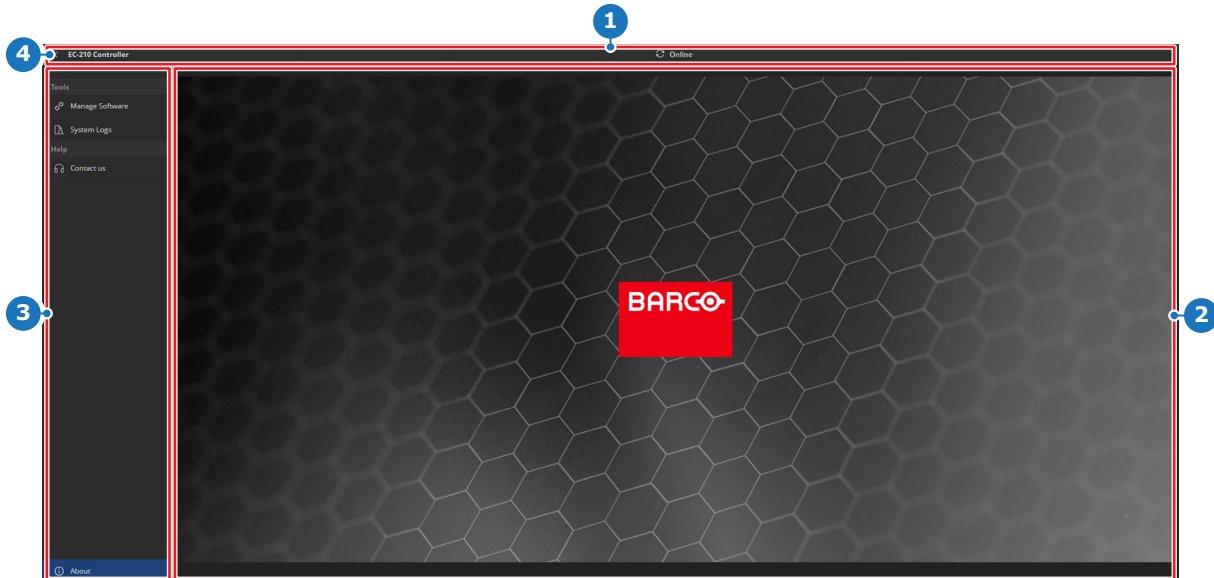 1
4
EC-210 Controller
Online
Tools
Manage Software
System Logs
Help
Contact us
BARCO
3
2
About